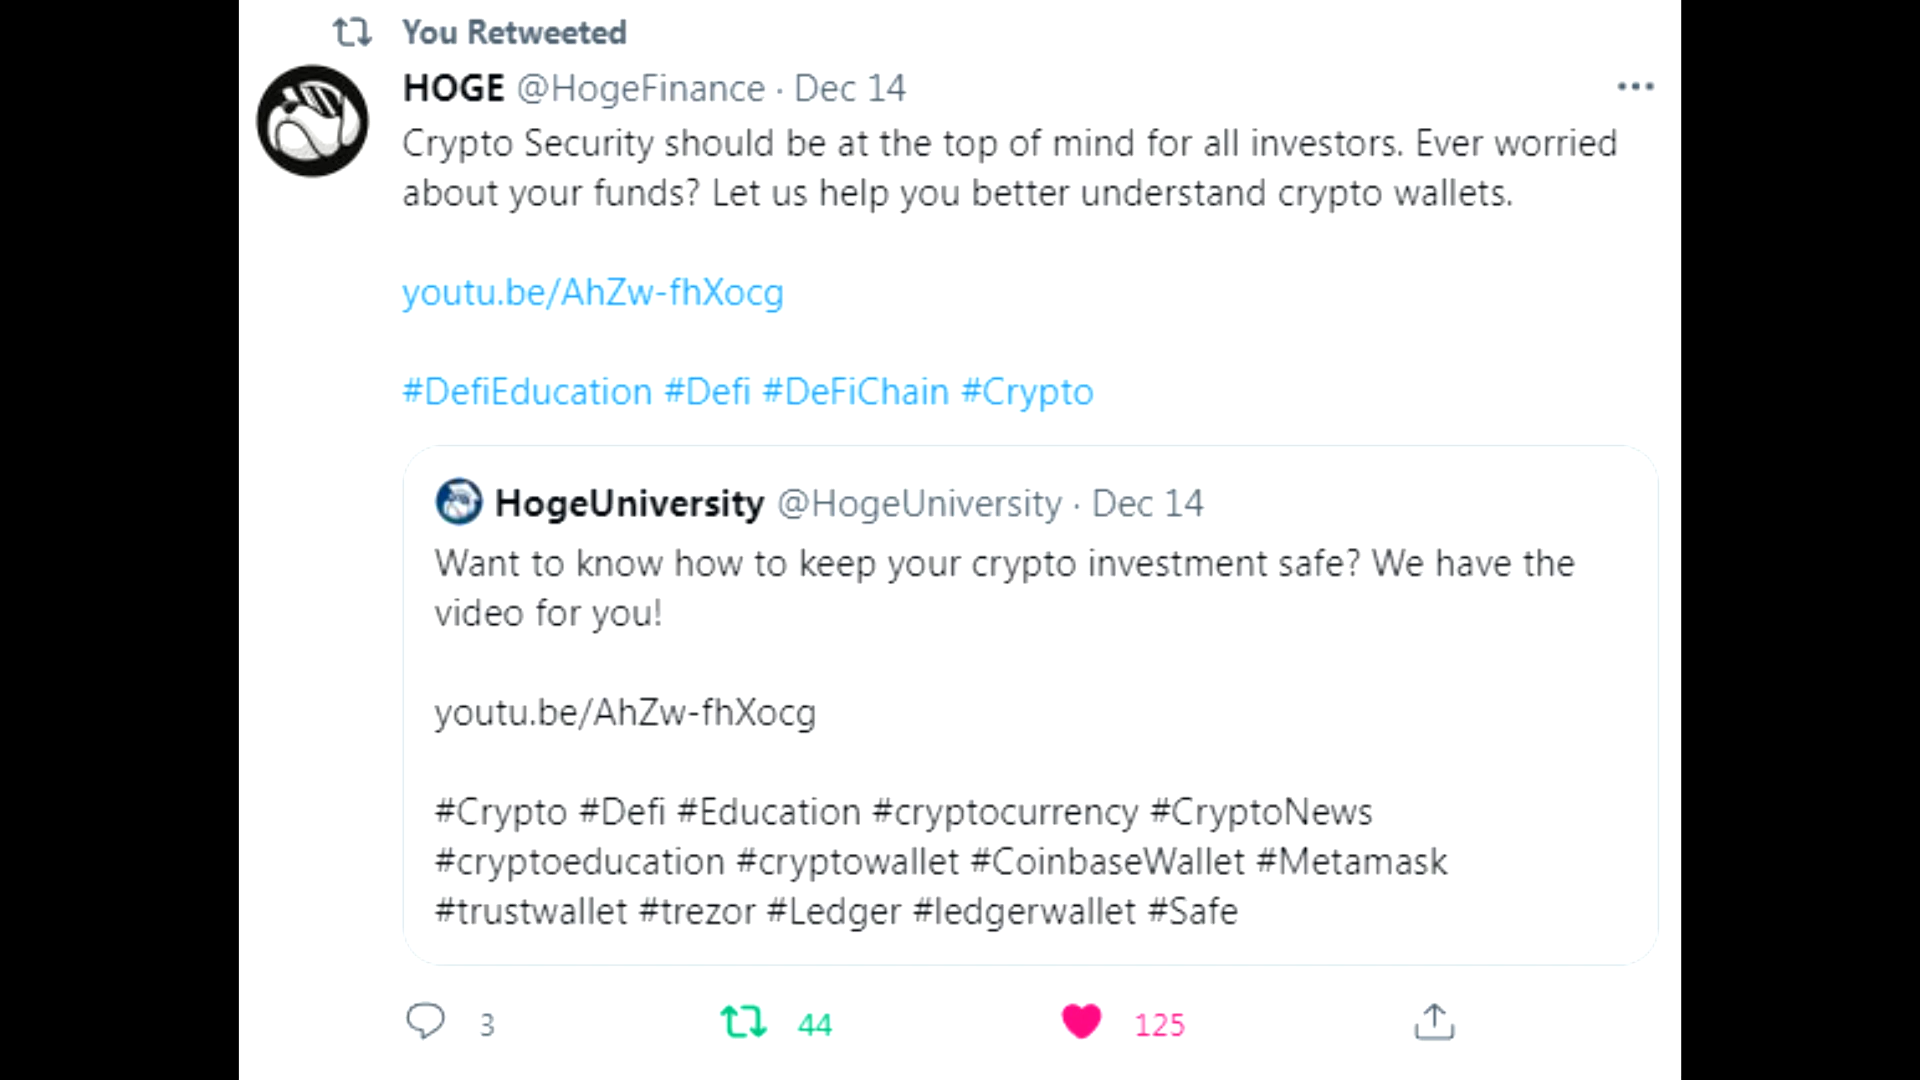 You Retweeted
HOGE @HogeFinance · Dec 14
Crypto Security should be at the top of mind for all investors. Ever worried
about your funds? Let us help you better understand crypto wallets.
youtu.be/AhZw-fhXocg
#DefiEducation #Defi #DeFiChain #Crypto
HogeUniversity @HogeUniversity · Dec 14
Want to know how to keep your crypto investment safe? We have the
video for you!
youtu.be/AhZw-fhXocg
#Crypto #Defi #Education #cryptocurrency #CryptoNews
#cryptoeducation #cryptowallet #CoinbaseWallet #Metamask
#trustwallet #trezor #Ledger #ledgerwallet #Safe
3 44 125